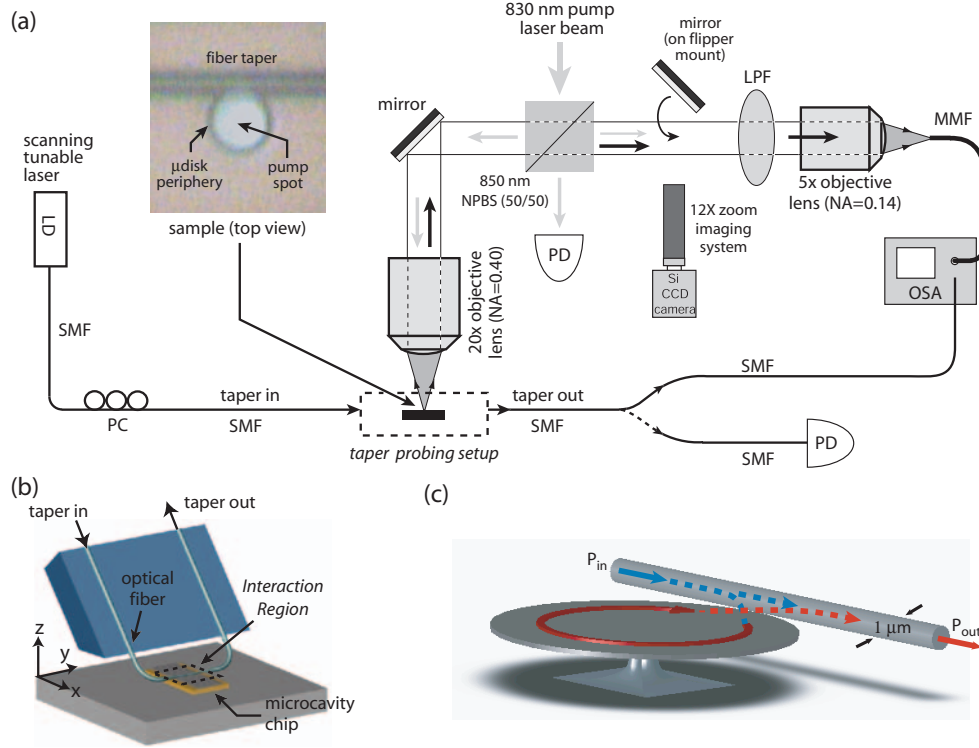 (a)
830 nm pump
laser beam
mirror
(on flipper
mount)
LPF
MMF
fiber taper
mirror
scanning
tunable
laser
LD
μdisk
periphery
pump
spot
sample (top view)
850 nm
NPBS (50/50)
PD
12X zoom
imaging
system
Si
CCD
camera
5x objective
lens (NA=0.14)
OSA
20x objective
lens (NA=0.40)
SMF
PC
taper in
SMF
taper probing setup
taper out
SMF
SMF
SMF
PD
(b)
taper in
taper out
optical
fiber
Interaction
Region
z
y
x
microcavity
chip
(c)
Pin
1 μm
Pout